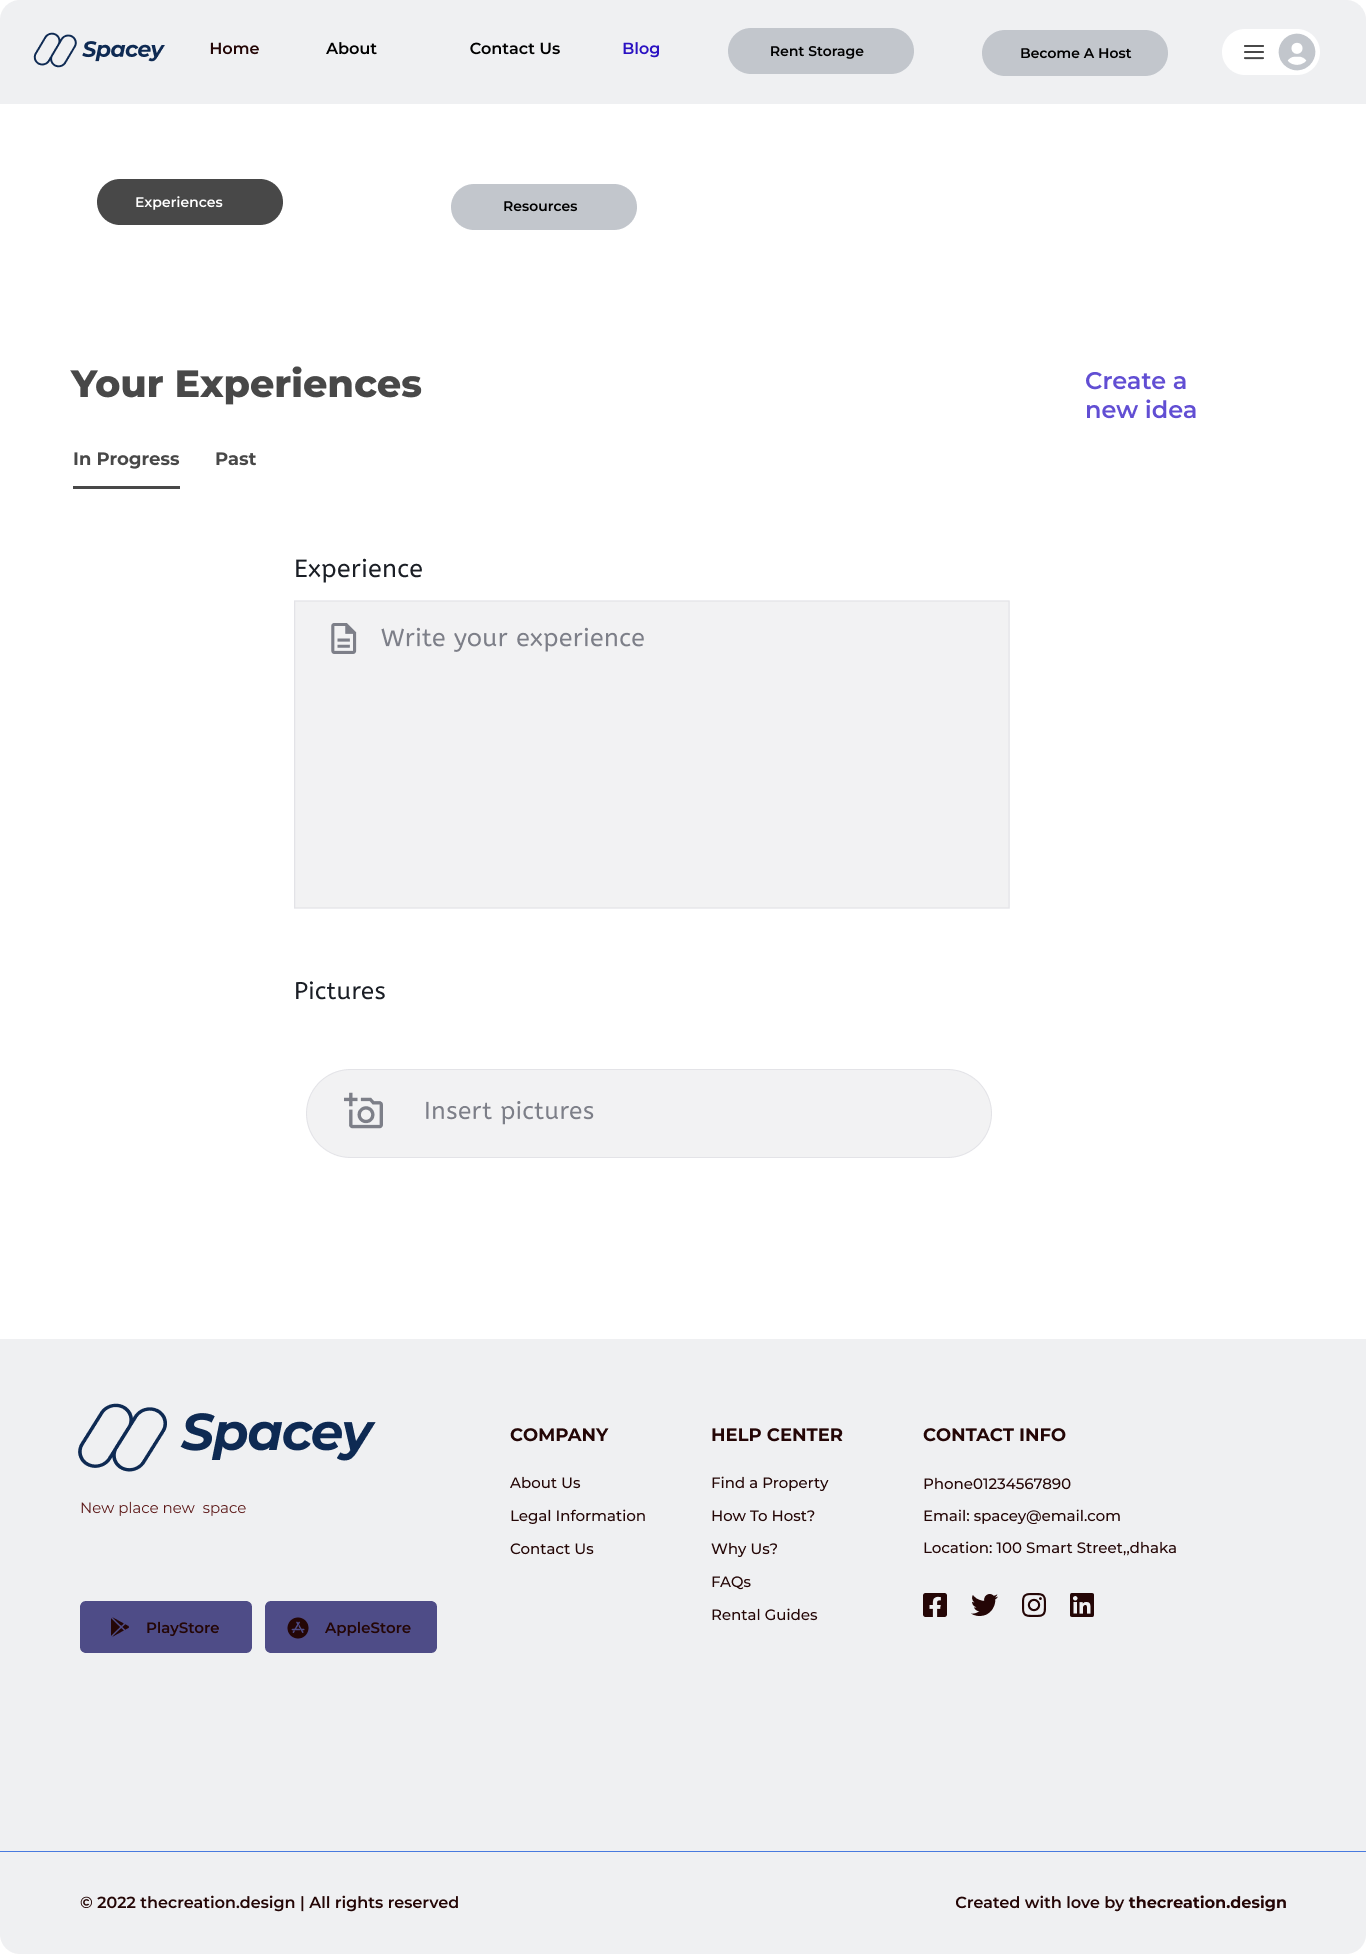 Spacey
Home
About
Contact Us
Blog
Rent Storage
Become A Host
Experiences
Resources
Your Experiences
Create a
new idea
In Progress
Past
Experience
Write your experience
Pictures
Insert pictures
Spacey
New place new  space
PlayStore
AppleStore
COMPANY
About Us
Legal Information
Contact Us
HELP CENTER
Find a Property
How To Host?
Why Us?
FAQs
Rental Guides
CONTACT INFO
Phone01234567890
Email: spacey@email.com
Location: 100 Smart Street,,dhaka
© 2022 thecreation.design | All rights reserved
Created with love by thecreation.design